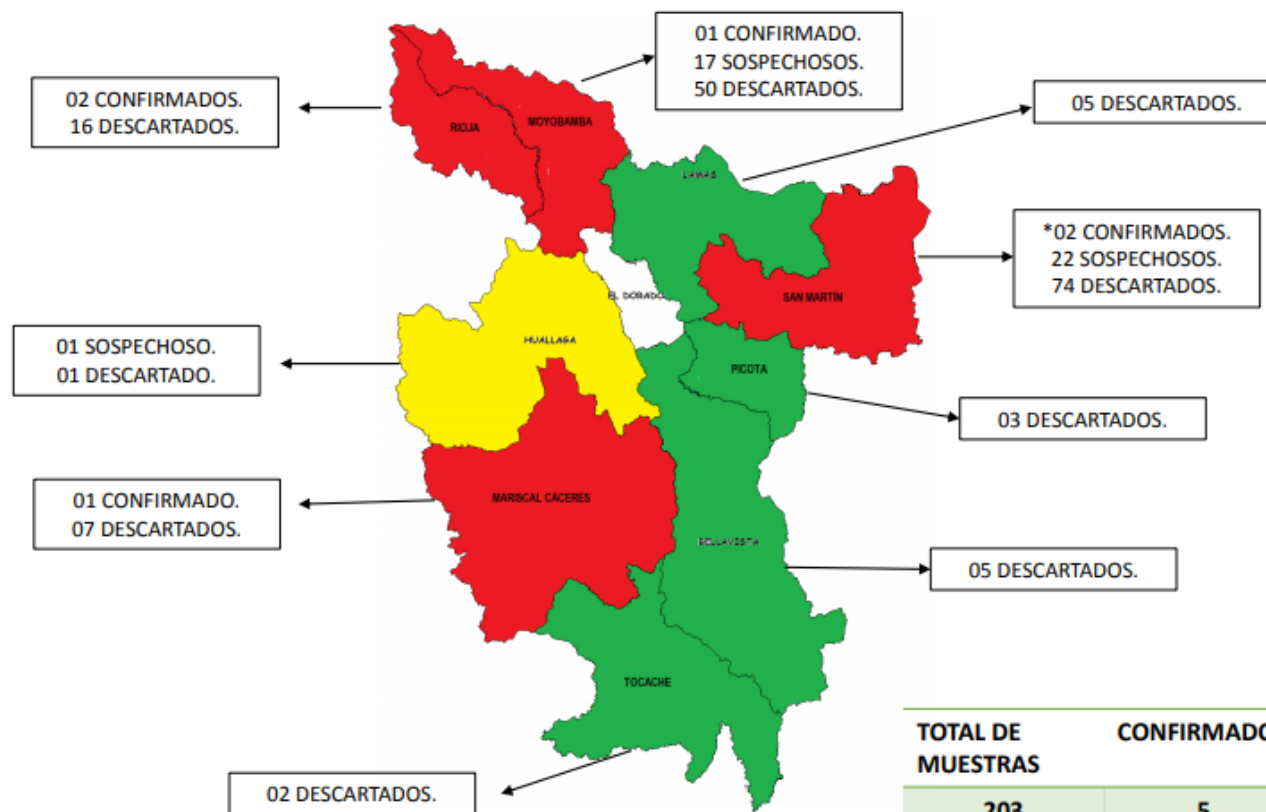 01 CONFIRMADO.
17 SOSPECHOSOS.
50 DESCARTADOS.
02 CONFIRMADOS.
16 DESCARTADOS.
05 DESCARTADOS.
MOYOBAMBA
RIOJA
LAMAS
*02 CONFIRMADOS.
22 SOSPECHOSOS.
74 DESCARTADOS.
EL DORADO
SAN MARTÍN
01 SOSPECHOSO.
01 DESCARTADO.
HUALLAGA
PICOTA
03 DESCARTADOS.
01 CONFIRMADO.
07 DESCARTADOS.
MARISCAL CÁCERES
BELLAVISTA
05 DESCARTADOS.
TOCACHE
02 DESCARTADOS.
TOTAL DE CONFIRMADO
MUESTRAS
203 5